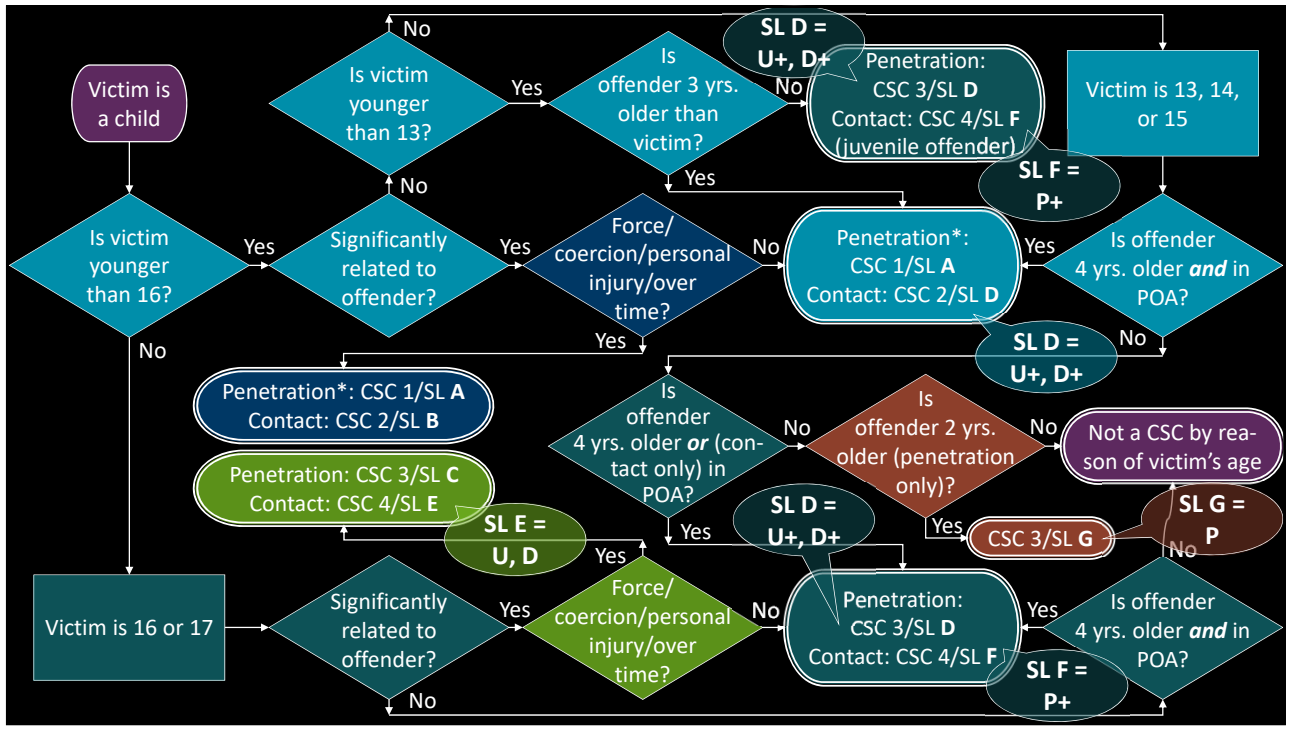 No
SL D =
U+, D+
Victim is
a child
Is victim
younger
than 13?
Yes
Is
offender 3 yrs.
older than
victim?
No
Penetration:
CSC 3/SL D
Contact: CSC 4/SL F
(juvenile offender)
Victim is 13, 14,
or 15
SL F =
P+
No
Yes
Is victim
younger
than 16?
Yes
Significantly
related to
offender?
Yes
Force/
coercion/personal
injury/over
time?
No
Penetration*:
CSC 1/SL A
Contact: CSC 2/SL D
Yes
Is offender
4 yrs. older and in
POA?
No
Yes
SL D =
U+, D+
No
Penetration*: CSC 1/SL A
Contact: CSC 2/SL B
Is
offender
4 yrs. older or (con-
tact only) in
POA?
No
Is
offender 2 yrs.
older (penetration
only)?
No
Not a CSC by rea-
son of victim's age
Penetration: CSC 3/SL C
Contact: CSC 4/SL E
SL E =
U, D
Yes
Yes
SL D =
U+, D+
Yes
CSC 3/SL G
SL G =
P
No
Victim is 16 or 17
Significantly
related to
offender?
Yes
Force/
coercion/personal
injury/over
time?
No
Penetration:
CSC 3/SL D
Contact: CSC 4/SL F
Yes
Is offender
4 yrs. older and in
POA?
SL F =
P+
No